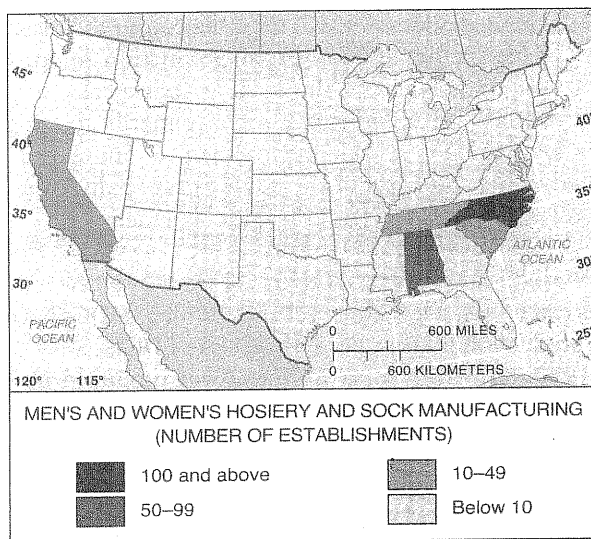 45°
40°
35°
30°
40°
35°
30°
25°
ATLANTIC
OCEAN
PACIFIC
OCEAN
0 600 MILES
0 600 KILOMETERS
120° 115°
MEN'S AND WOMEN'S HOSIERY AND SOCK MANUFACTURING
(NUMBER OF ESTABLISHMENTS)
100 and above
10–49
50–99
Below 10